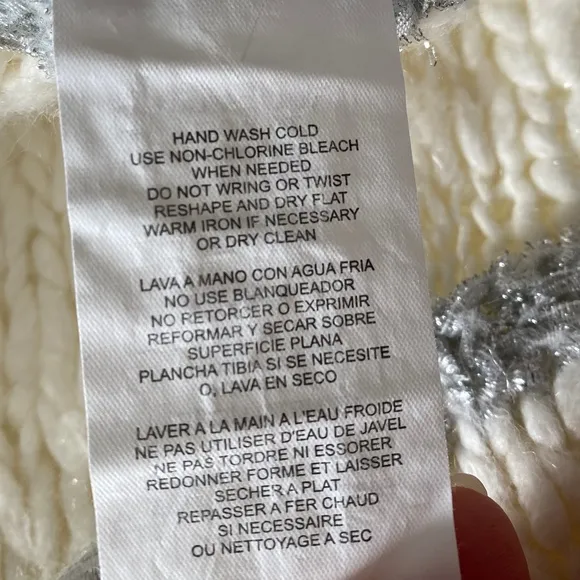 HAND WASH COLD
USE NON-CHLORINE BLEACH
WHEN NEEDED
DO NOT WRING OR TWIST
RESHAPE AND DRY FLAT
WARM IRON IF NECESSARY
OR DRY CLEAN
LAVA A MANO CON AGUA FRIA
NO USE BLANQUEADOR
NO RETORCER O EXPRIMIR
REFORMAR Y SECAR SOBRE
SUPERFICIE PLANA
PLANCHA TIBIA SI SE NECESITE
O, LAVA EN SECO
LAVER A LA MAIN A L'EAU FROIDE
NE PAS UTILISER D'EAU DE JAVEL
NE PAS TORDRE NI ESSORER
REDONNER FORME ET LAISSER
SECHER A PLAT
REPASSER A FER CHAUD
SI NECESSAIRE
OU NETTOYAGE A SEC